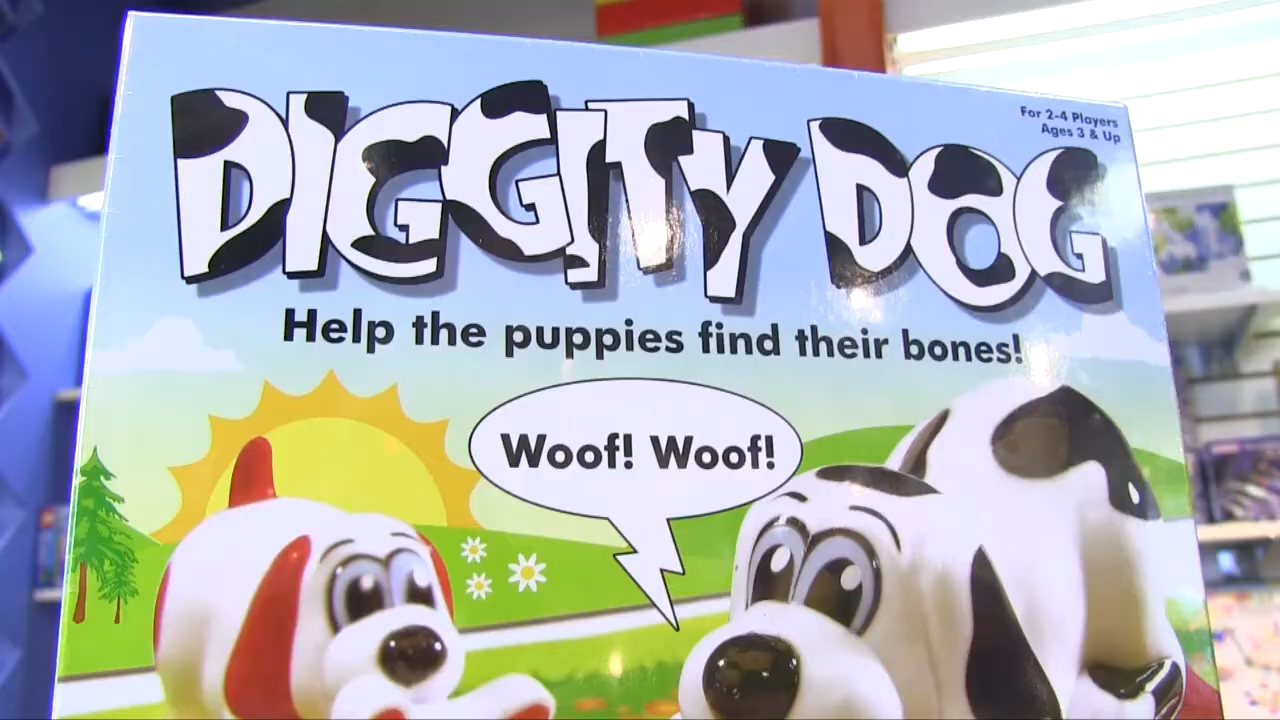 DIGGITY DOG
For 2-4 Players
Ages 3 & Up
Help the puppies find their bones!
Woof! Woof!